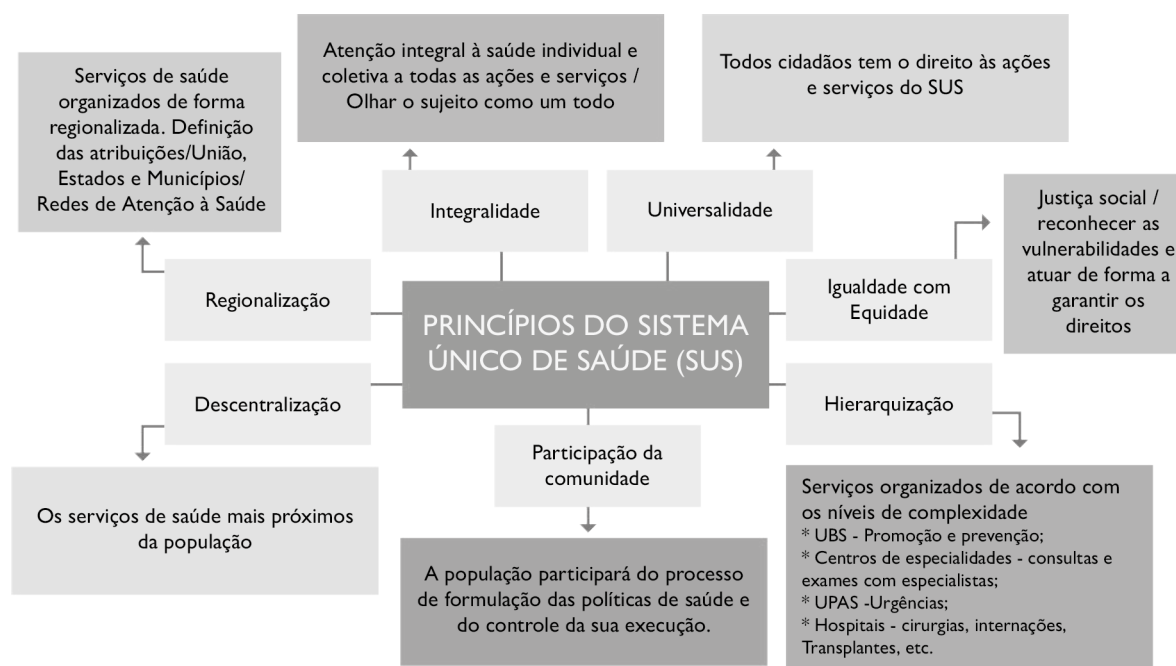 Atenção integral à saúde individual e
coletiva a todas as ações e serviços /
Olhar o sujeito como um todo
Todos cidadãos tem o direito às ações
e serviços do SUS
Serviços de saúde
organizados de forma
regionalizada. Definição
das atribuições/União,
Estados e Municípios/
Redes de Atenção à Saúde
Integralidade
Universalidade
Justiça social /
reconhecer as
vulnerabilidades e
atuar de forma a
garantir os
direitos
Regionalização
Igualdade com
Equidade
PRINCÍPIOS DO SISTEMA
ÚNICO DE SAÚDE (SUS)
Descentralização
Hierarquização
Participação da
comunidade
Os serviços de saúde mais próximos
da população
A população participará do processo
de formulação das políticas de saúde e
do controle da sua execução.
Serviços organizados de acordo com
os níveis de complexidade
* UBS - Promoção e prevenção;
* Centros de especialidades - consultas e
exames com especialistas;
* UPAS -Urgências;
* Hospitais - cirurgias, internações,
Transplantes, etc.